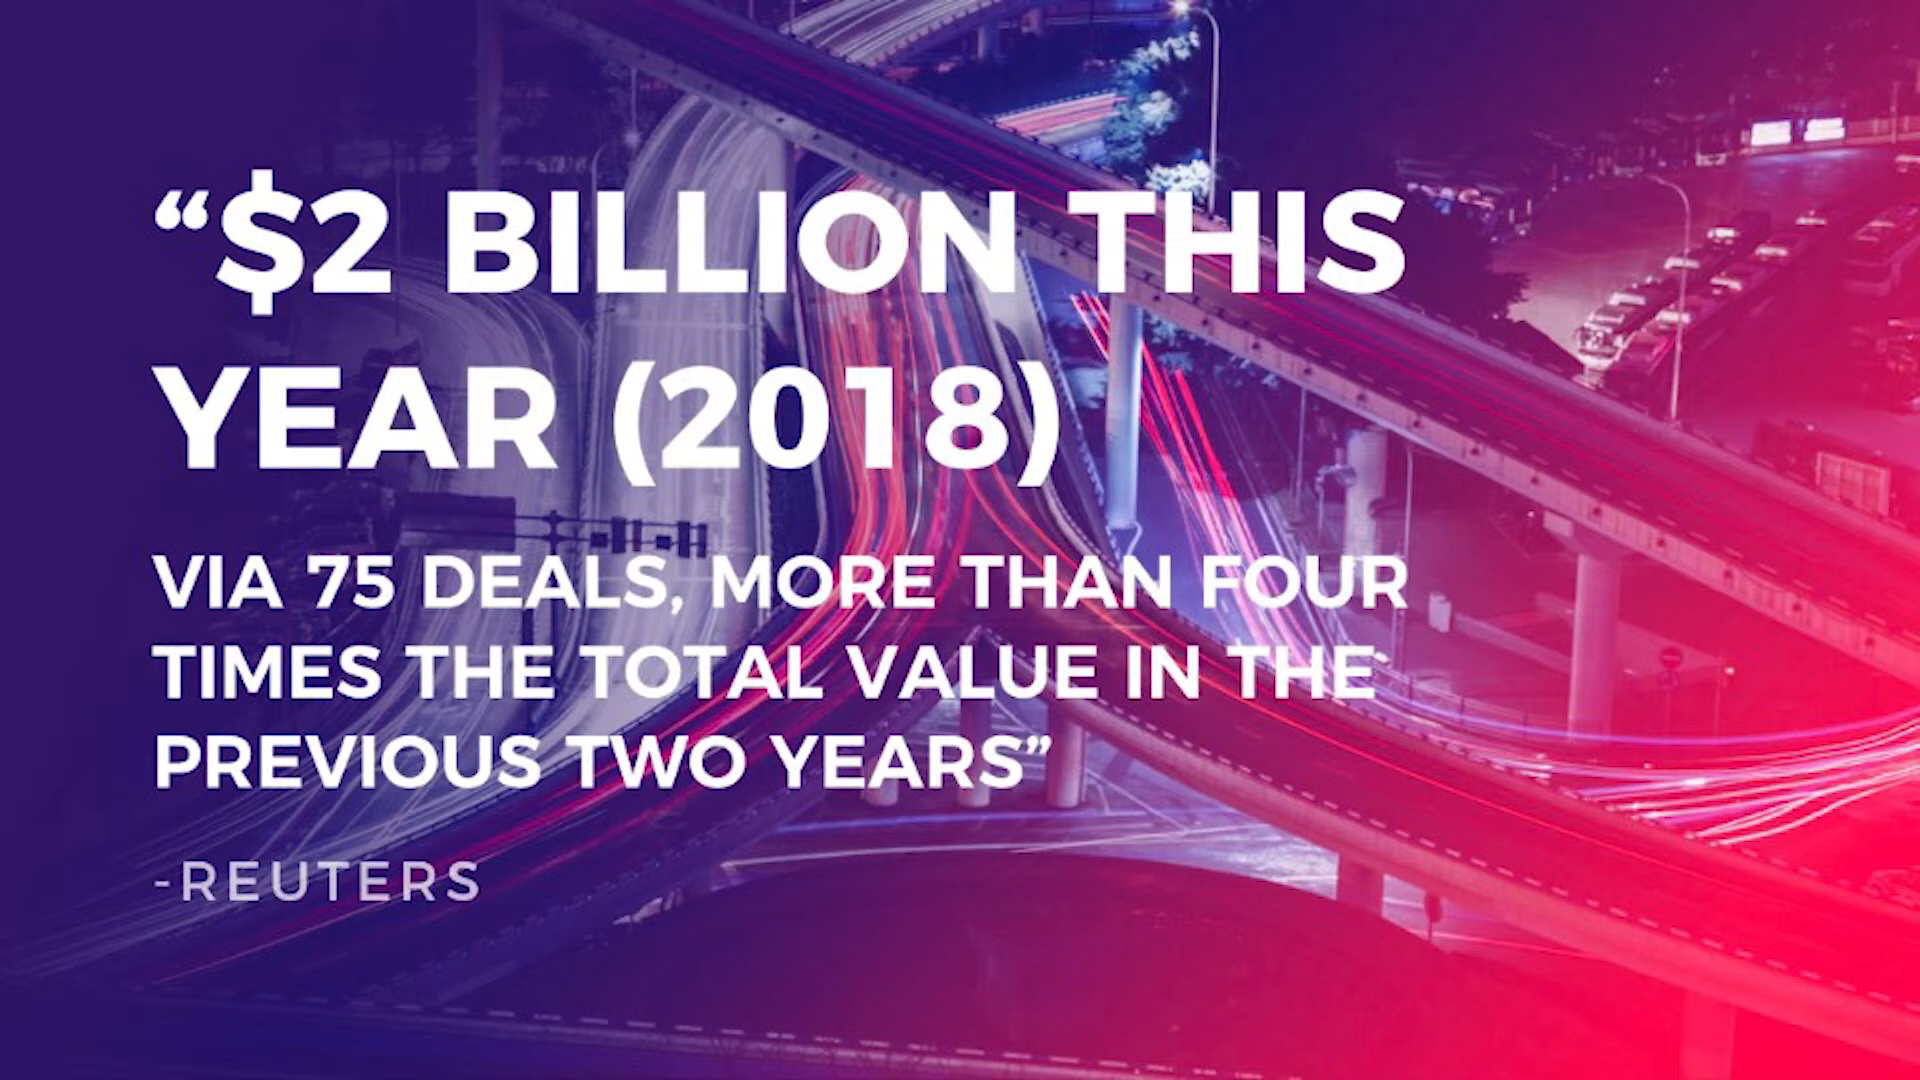 “$2 BILLION THIS
YEAR (2018)
VIA 75 DEALS, MORE THAN FOUR
TIMES THE TOTAL VALUE IN THE
PREVIOUS TWO YEARS”
-REUTERS